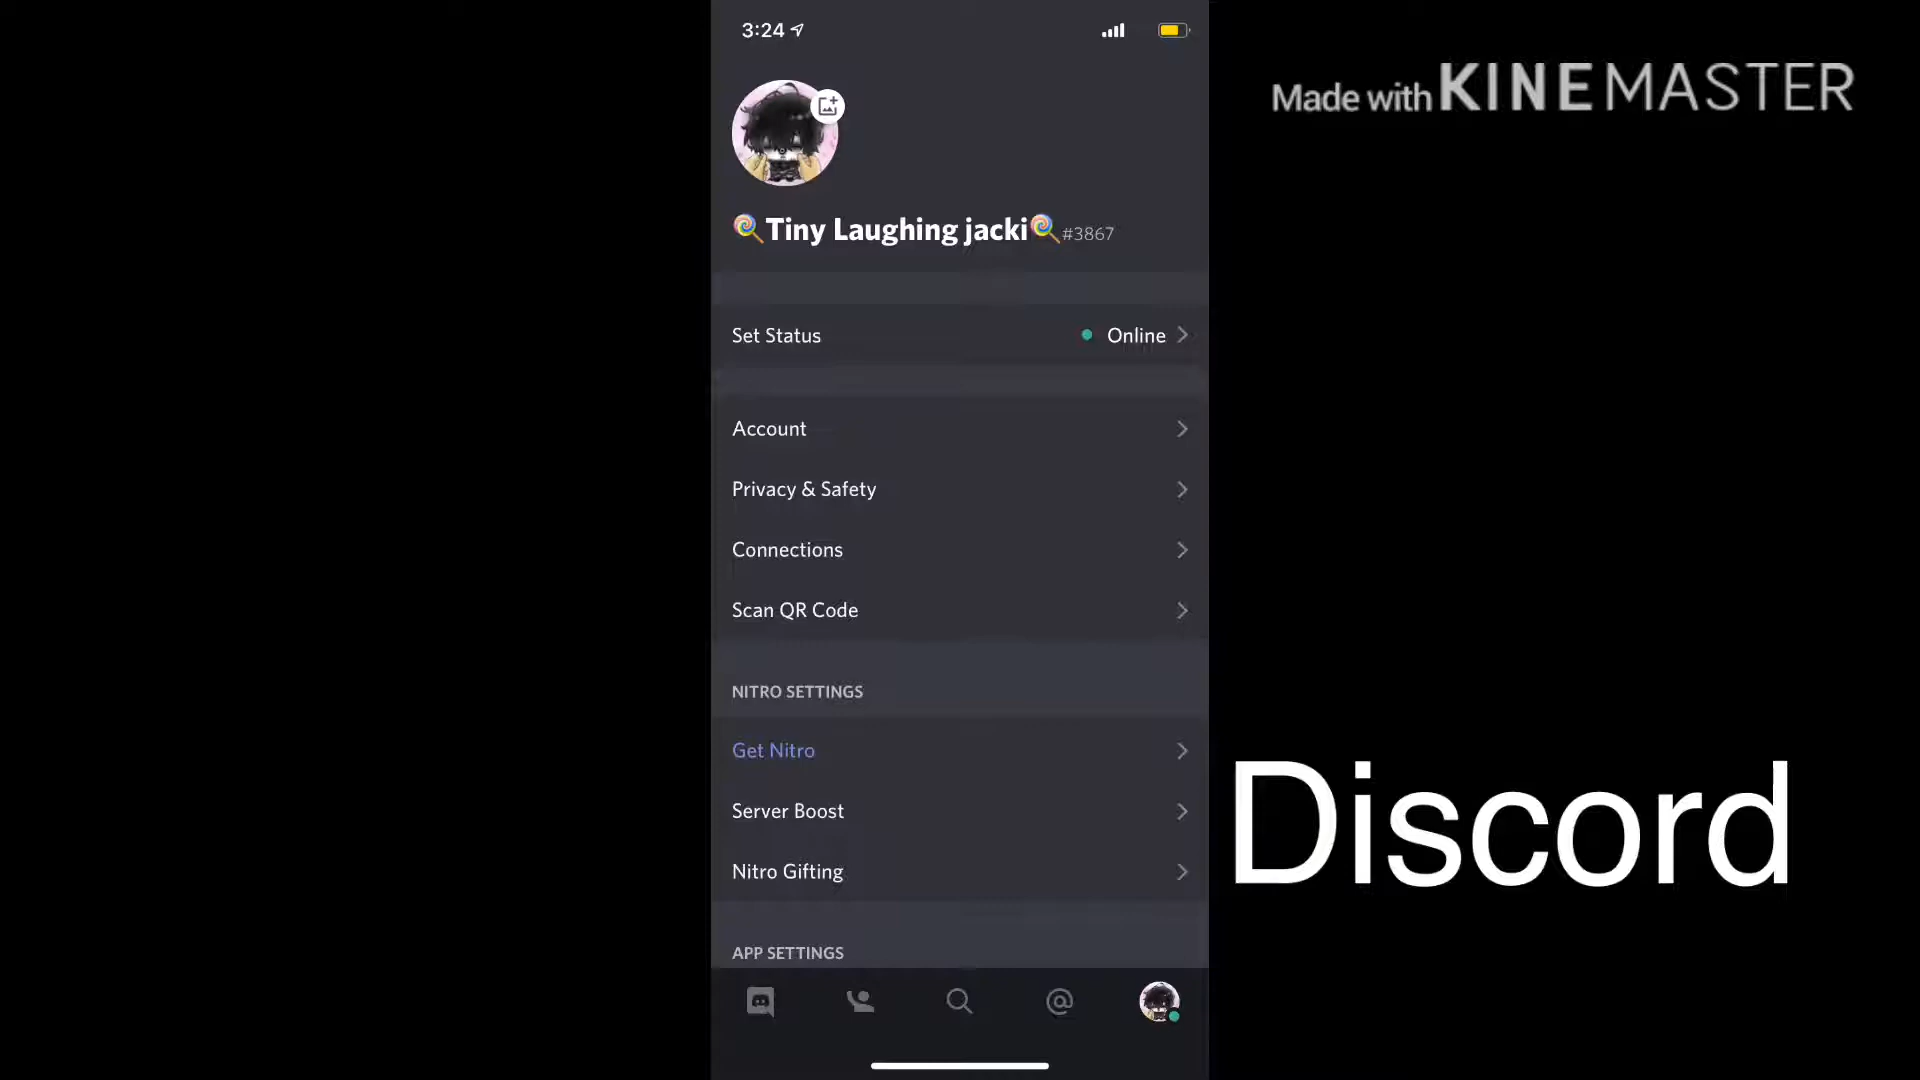 3:24
Made with KINEMASTER
🍭Tiny Laughing jacki🍭#3867
Set Status Online
Account
Privacy & Safety
Connections
Scan QR Code
NITRO SETTINGS
Get Nitro
Server Boost
Nitro Gifting
Discord
APP SETTINGS